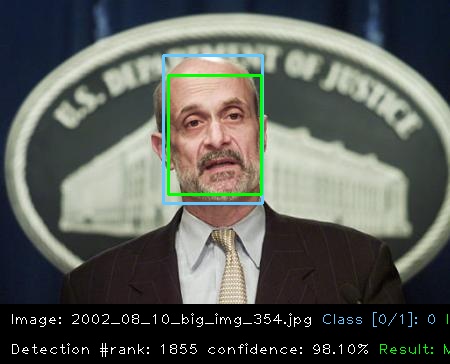 U.S. DEPARTMENT OF JUSTICE
Image: 2002_08_10_big_img_354.jpg Class [0/1]: 0
Detection #rank: 1855 confidence: 98.10% Result: